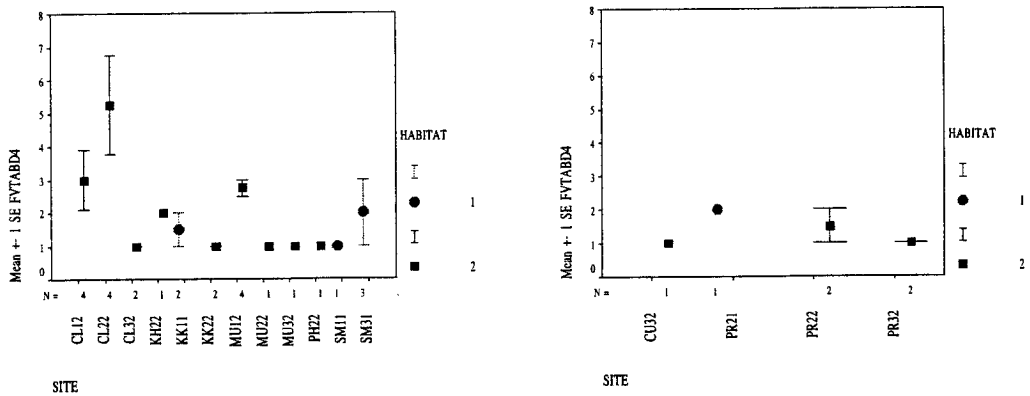 8
7
6
5
4
3
2
1
0
Mean +- 1 SE FVTABD4
N = 4 4 2 1 2 2 4 1 1 1 1 3
CL12 CL22 CL32 KH22 KK11 KK22 MU12 MU22 MU32 PH22 SM11 SM31
SITE
HABITAT
1
2
8
7
6
5
4
3
2
1
0
Mean +- 1 SE FVTABD4
N = 1 1 2 2
CU32 PR21 PR22 PR32
SITE
HABITAT
1
2